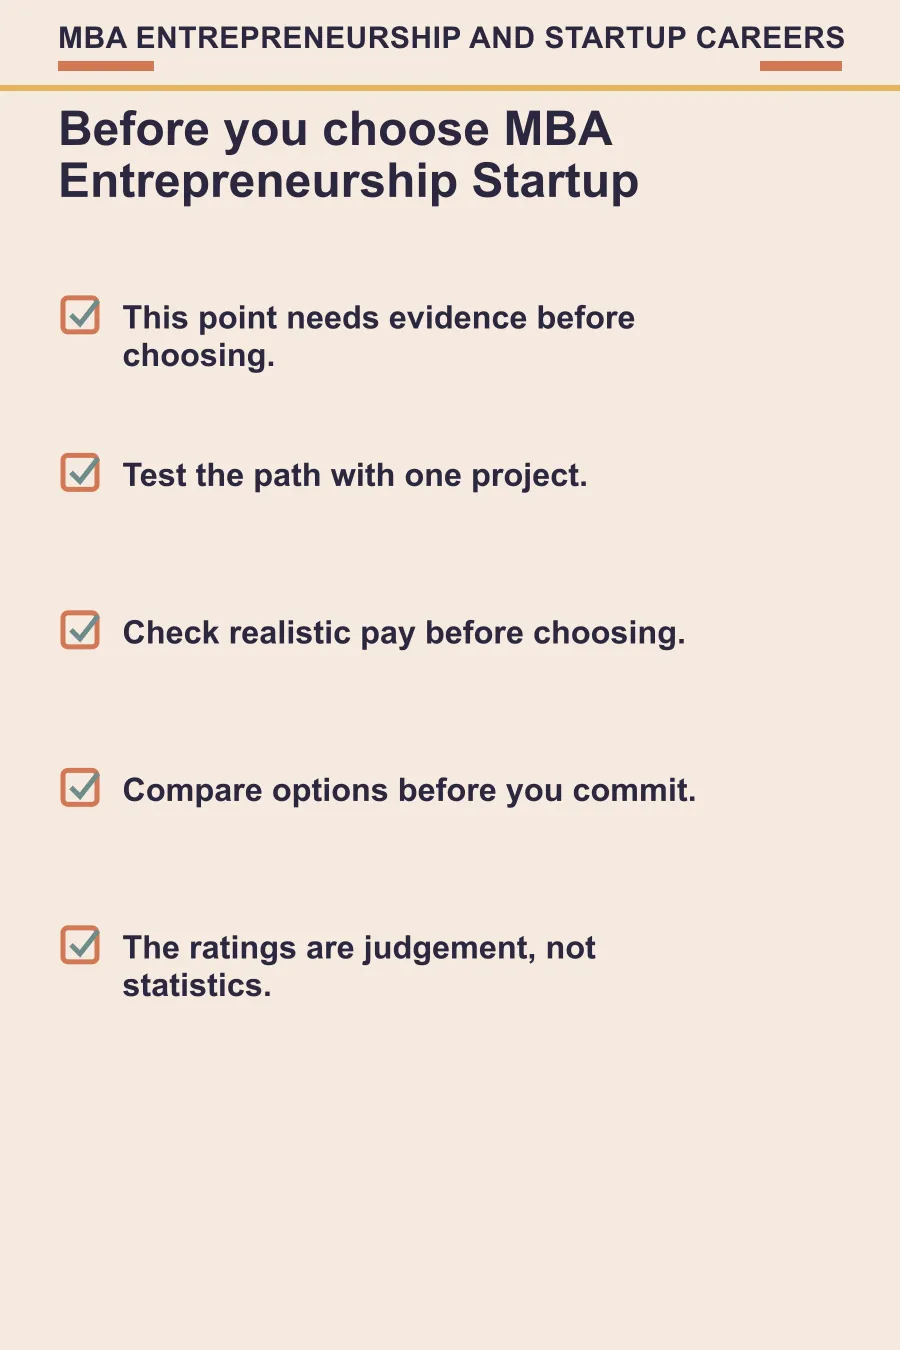 MBA ENTREPRENEURSHIP AND STARTUP CAREERS
Before you choose MBA
Entrepreneurship Startup
This point needs evidence before
choosing.
Test the path with one project.
Check realistic pay before choosing.
Compare options before you commit.
The ratings are judgement, not
statistics.